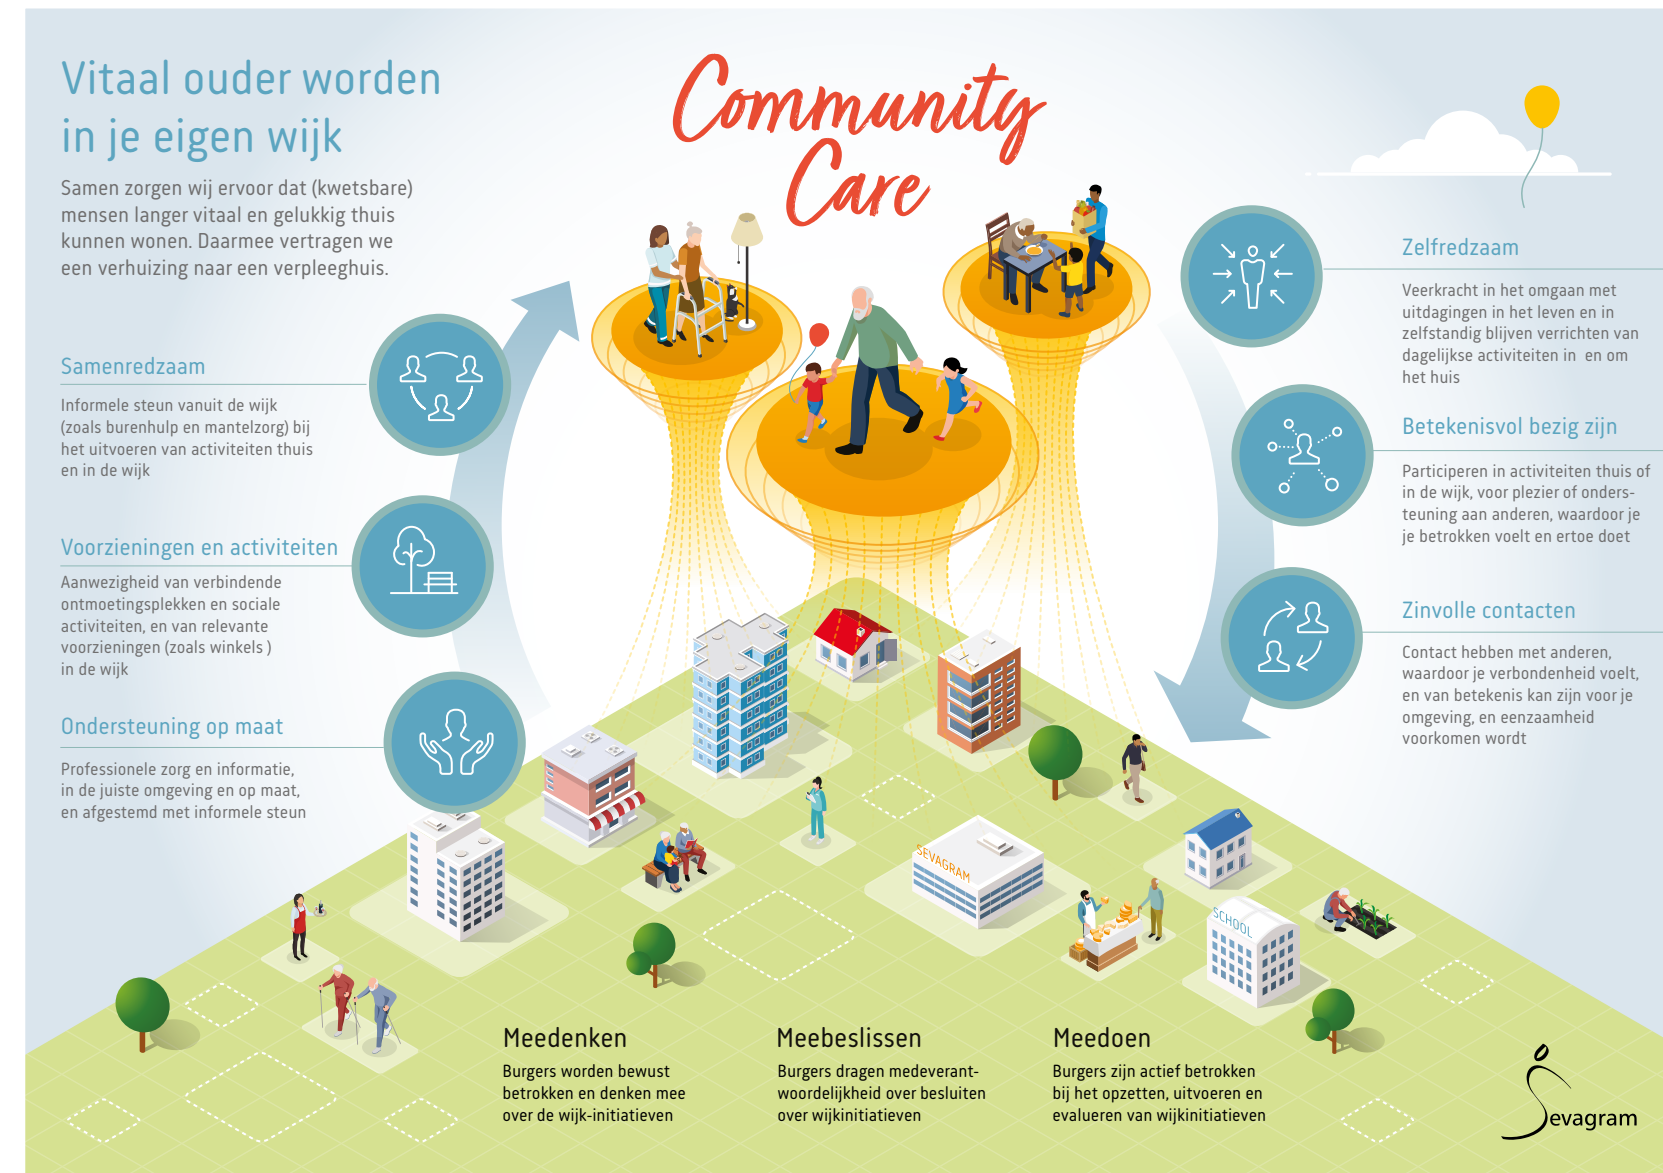 Vitaal ouder worden
in je eigen wijk
Samen zorgen wij ervoor dat (kwetsbare)
mensen langer vitaal en gelukkig thuis
kunnen wonen. Daarmee vertragen we
een verhuizing naar een verpleeghuis.
Community
Care
Samenredzaam
Informele steun vanuit de wijk
(zoals burenhulp en mantelzorg) bij
het uitvoeren van activiteiten thuis
en in de wijk
Voorzieningen en activiteiten
Aanwezigheid van verbindende
ontmoetingsplekken en sociale
activiteiten, en van relevante
voorzieningen (zoals winkels )
in de wijk
Ondersteuning op maat
Professionele zorg en informatie,
in de juiste omgeving en op maat,
en afgestemd met informele steun
Zelfredzaam
Veerkracht in het omgaan met
uitdagingen in het leven en in
zelfstandig blijven verrichten van
dagelijkse activiteiten in  en om
het huis
Betekenisvol bezig zijn
Participeren in activiteiten thuis of
in de wijk, voor plezier of onders-
teuning aan anderen, waardoor je
je betrokken voelt en ertoe doet
Zinvolle contacten
Contact hebben met anderen,
waardoor je verbondenheid voelt,
en van betekenis kan zijn voor je
omgeving, en eenzaamheid
voorkomen wordt
SEVAGRAM
SCHOOL
Meedenken
Burgers worden bewust
betrokken en denken mee
over de wijk-initiatieven
Meebeslissen
Burgers dragen medeverant-
woordelijkheid over besluiten
over wijkinitiatieven
Meedoen
Burgers zijn actief betrokken
bij het opzetten, uitvoeren en
evalueren van wijkinitiatieven
Sevagram